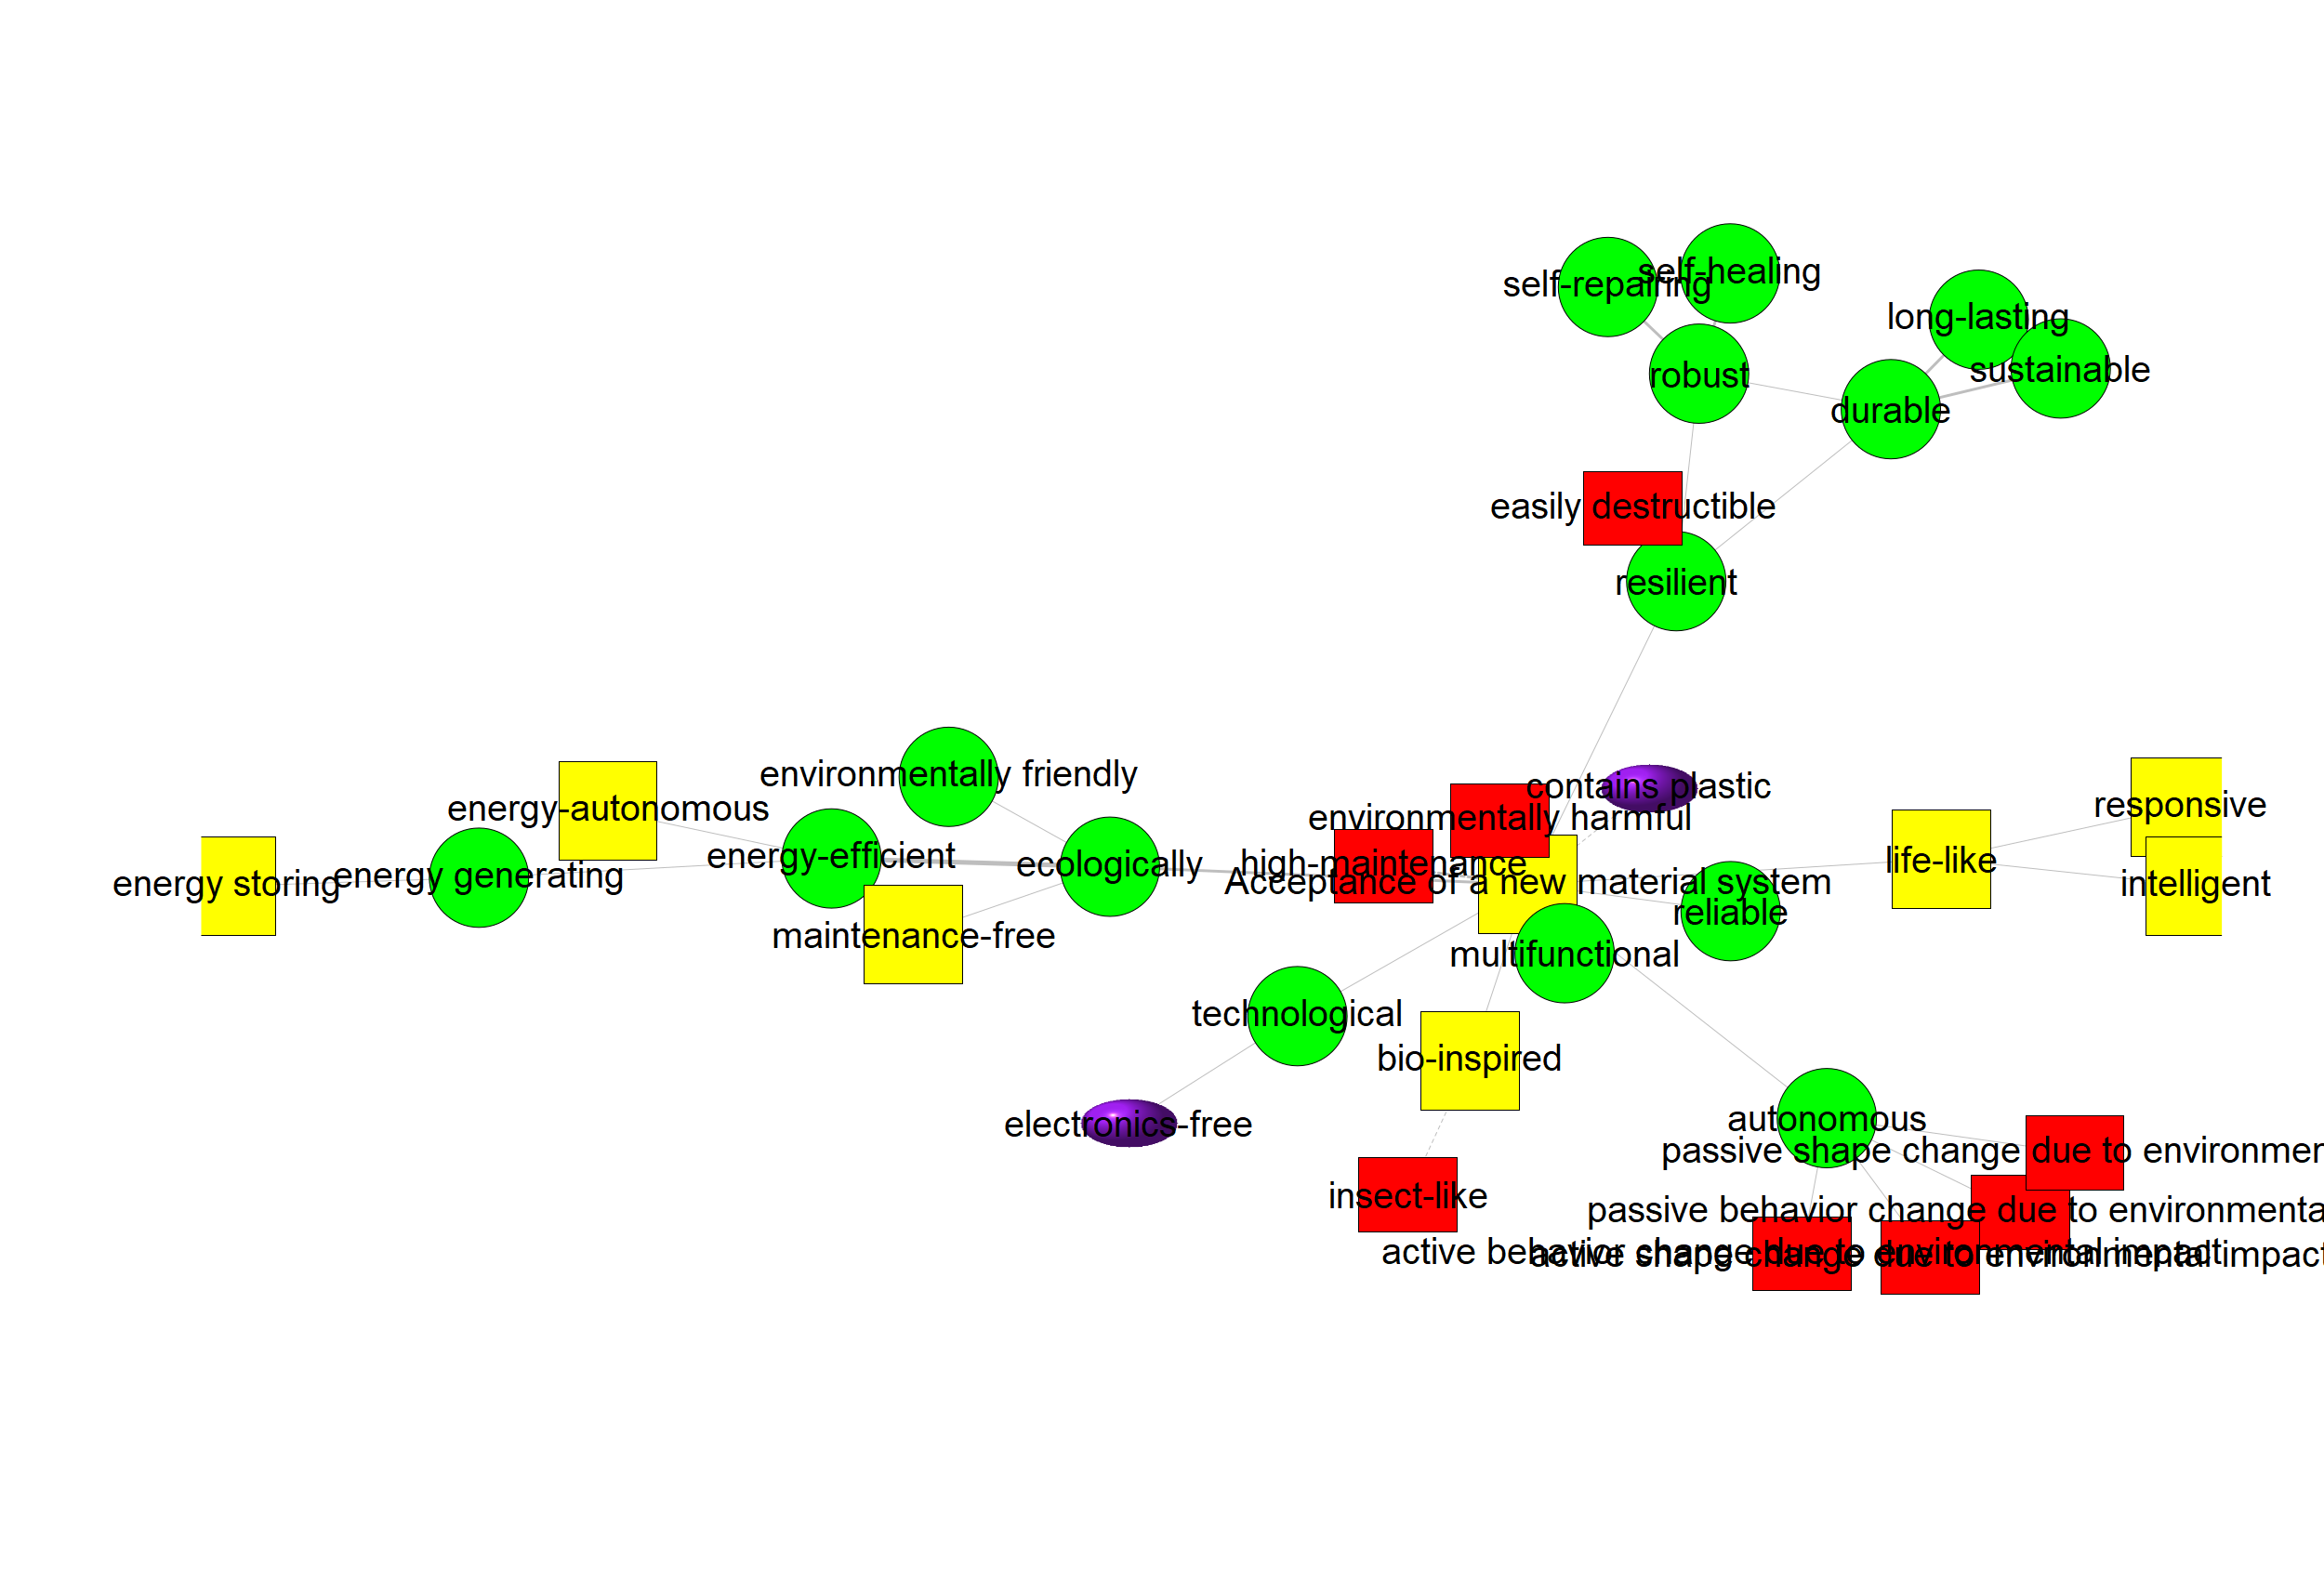 self-healing
self-repairing
long-lasting
sustainable
robust
durable
easily destructible
resilient
environmentally friendly
contains plastic
energy-autonomous
responsive
environmentally harmful
energy-efficient
life-like
high-maintenance
ecologically
energy generating
energy storing
Acceptance of a new material system
intelligent
reliable
maintenance-free
multifunctional
technological
bio-inspired
autonomous
electronics-free
passive shape change due to environmen
insect-like
passive behavior change due to environmenta
active behavior change due to environmental impact
active shape change due to environmental impact